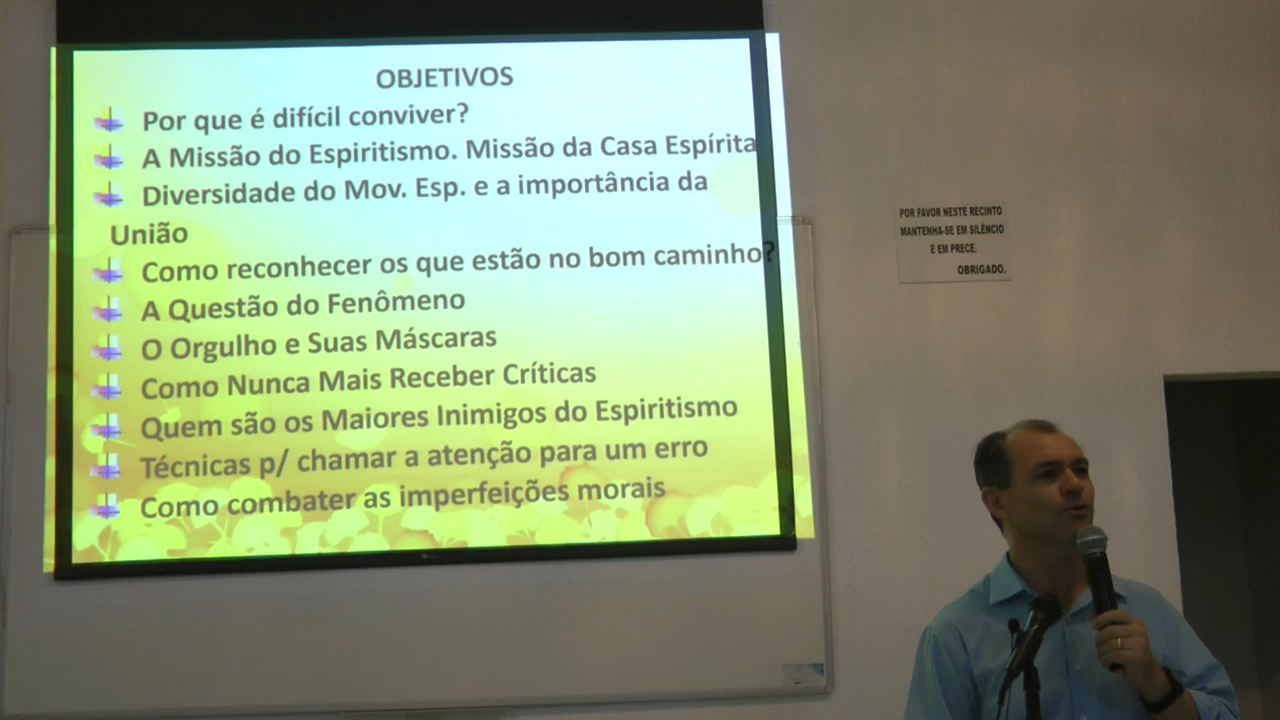 OBJETIVOS
Por que é difícil conviver?
A Missão do Espiritismo. Missão da Casa Espírita
Diversidade do Mov. Esp. e a importância da
União
Como reconhecer os que estão no bom caminho?
A Questão do Fenômeno
O Orgulho e Suas Máscaras
Como Nunca Mais Receber Críticas
Quem são os Maiores Inimigos do Espiritismo
Técnicas p/ chamar a atenção para um erro
Como combater as imperfeições morais
POR FAVOR NESTE RECINTO
MANTENHA-SE EM SILÊNCIO
E EM PRECE.
OBRIGADO.